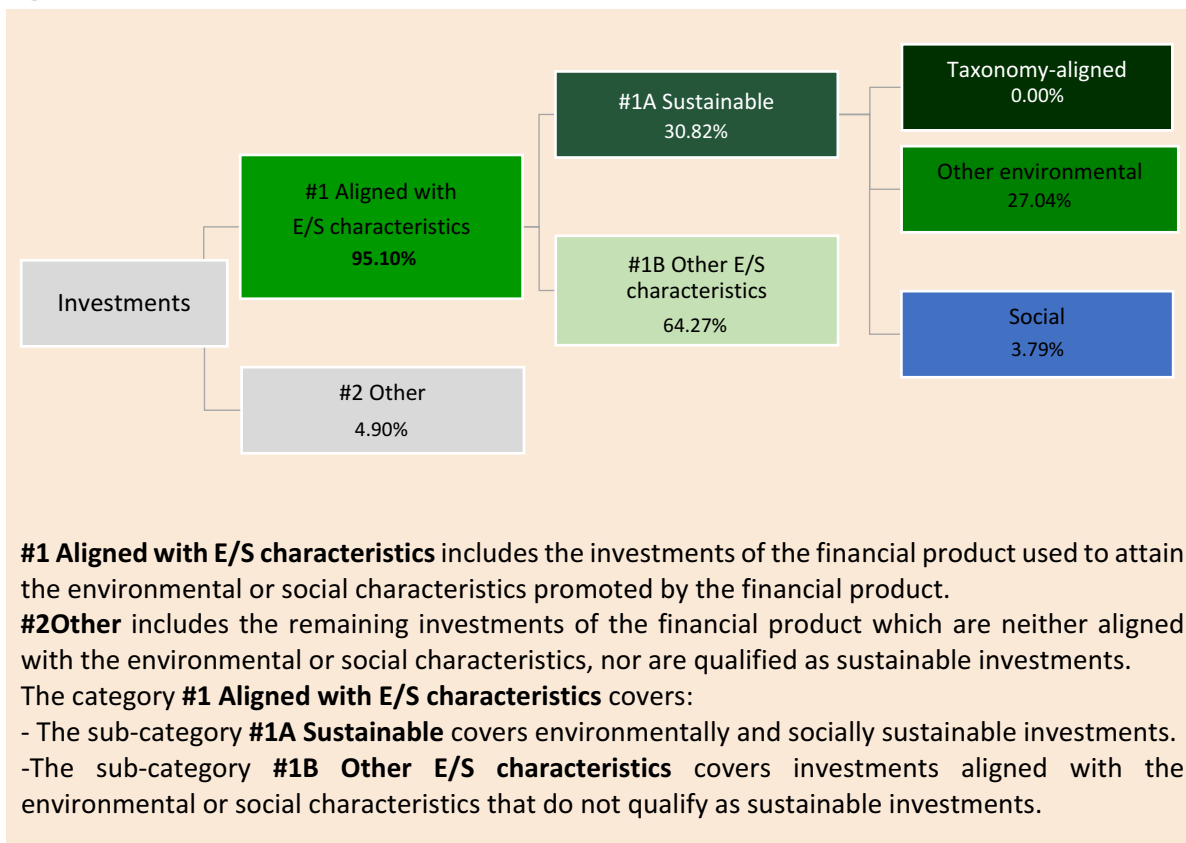 Investments
#1 Aligned with
E/S characteristics
95.10%
#2 Other
4.90%
#1A Sustainable
30.82%
#1B Other E/S
characteristics
64.27%
Taxonomy-aligned
0.00%
Other environmental
27.04%
Social
3.79%
#1 Aligned with E/S characteristics includes the investments of the financial product used to attain
the environmental or social characteristics promoted by the financial product.
#2Other includes the remaining investments of the financial product which are neither aligned
with the environmental or social characteristics, nor are qualified as sustainable investments.
The category #1 Aligned with E/S characteristics covers:
- The sub-category #1A Sustainable covers environmentally and socially sustainable investments.
-The sub-category #1B Other E/S characteristics covers investments aligned with the
environmental or social characteristics that do not qualify as sustainable investments.